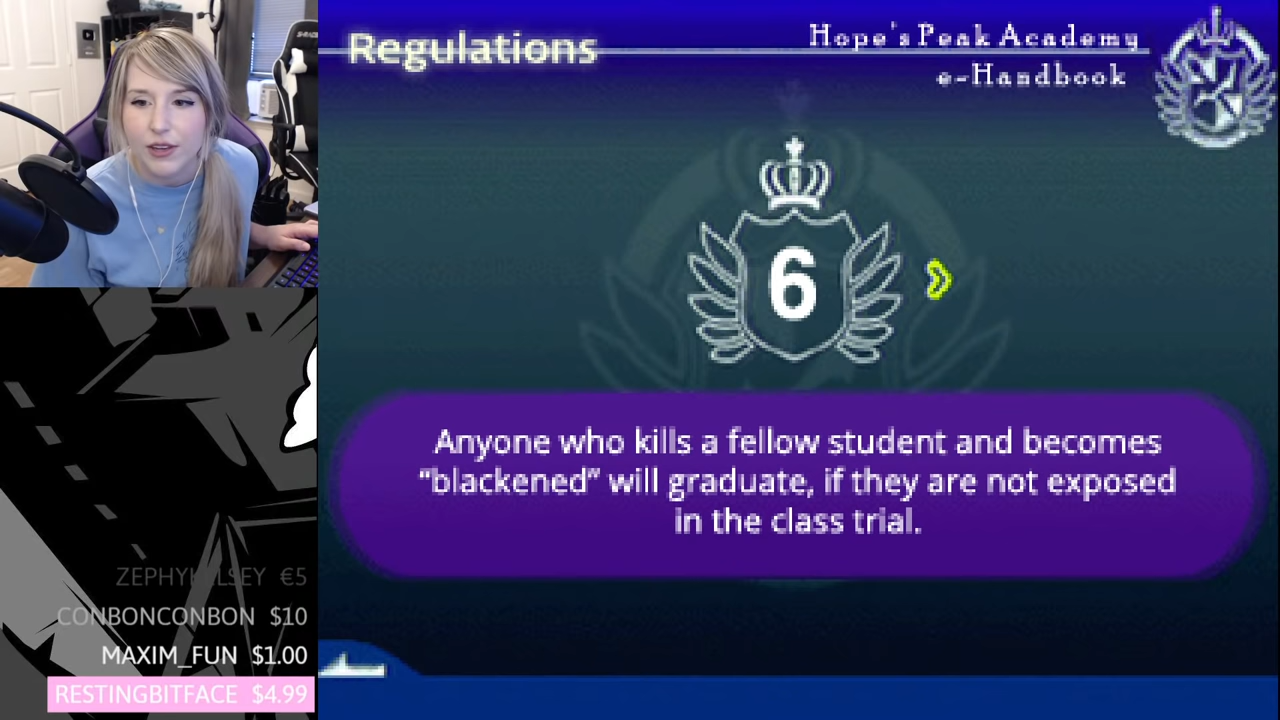 Regulations
Hope's Peak Academy
e-Handbook
6
Anyone who kills a fellow student and becomes
“blackened” will graduate, if they are not exposed
in the class trial.
€5
CONBONCONBON $10
MAXIM_FUN $1.00
RESTINGBITFACE $4.99